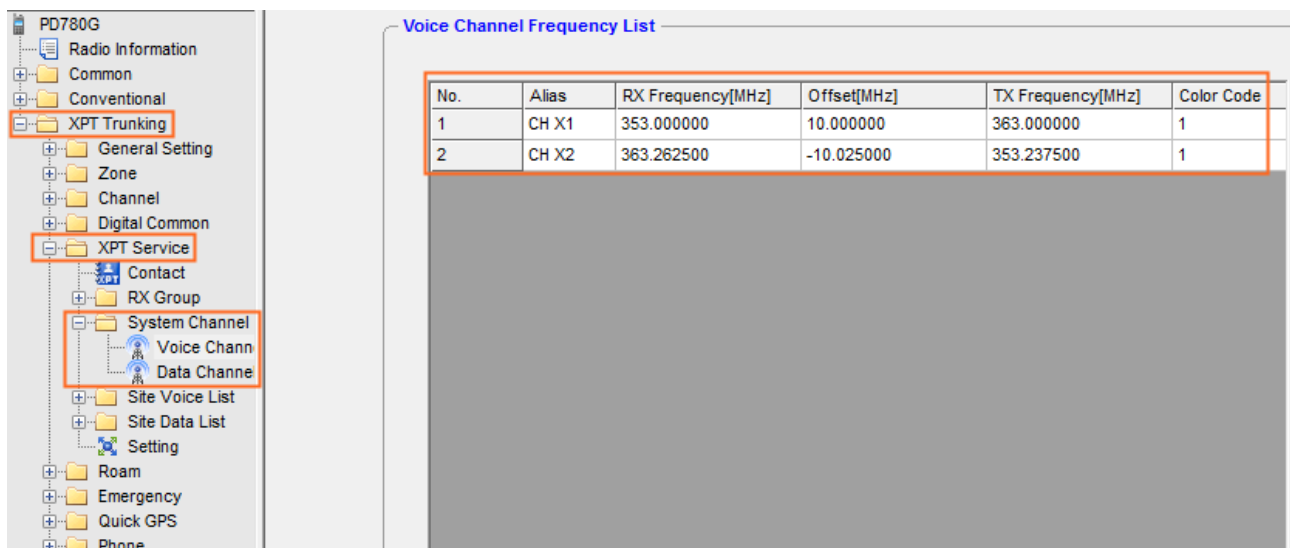 PD780G
Radio Information
Common
Conventional
XPT Trunking
General Setting
Zone
Channel
Digital Common
XPT Service
Contact
RX Group
System Channel
Voice Chann
Data Channe
Site Voice List
Site Data List
Setting
Roam
Emergency
Quick GPS
Phone
Voice Channel Frequency List
No. Alias RX Frequency[MHz] Offset[MHz] TX Frequency[MHz] Color Code
1 CH X1 353.000000 10.000000 363.000000 1
2 CH X2 363.262500 -10.025000 353.237500 1